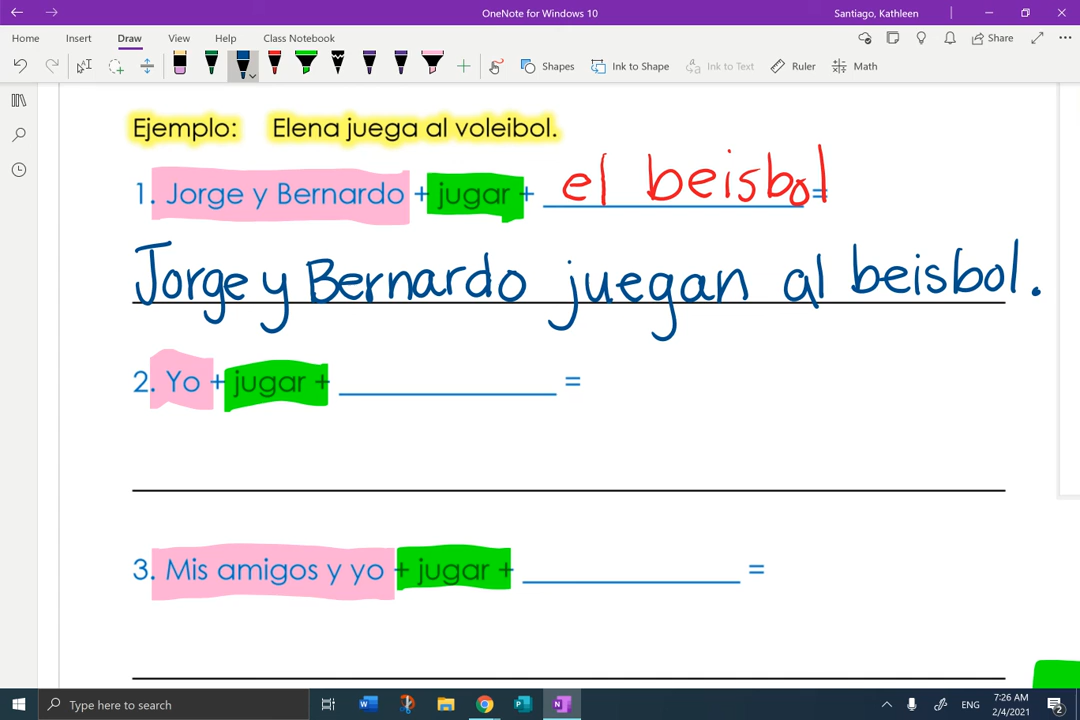 OneNote for Windows 10
Santiago, Kathleen
Home Insert Draw View Help Class Notebook
Share
Shapes Ink to Shape Ink to Text Ruler Math
Ejemplo: Elena juega al voleibol.
1. Jorge y Bernardo + jugar + el beisbol =
Jorge y Bernardo juegan al beisbol.
2. Yo + jugar + ____________ =
3. Mis amigos y yo + jugar + ____________ =
Type here to search
ENG
7:26 AM
2/4/2021
2